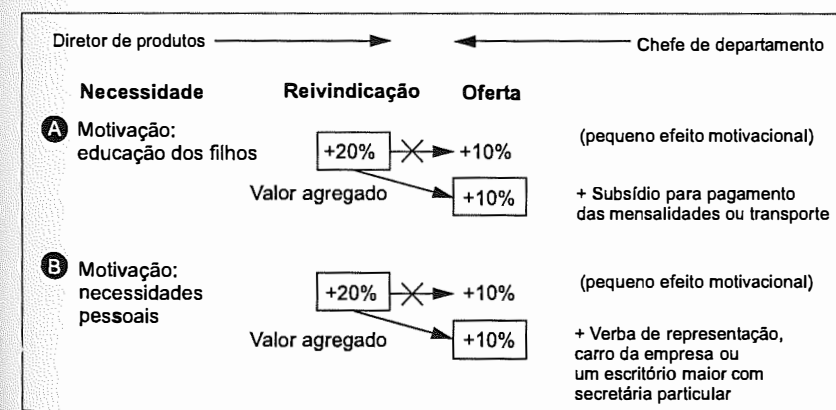 Diretor de produtos
Chefe de departamento
Necessidade Reivindicação Oferta
A Motivação:
educação dos filhos
+20% +10% (pequeno efeito motivacional)
Valor agregado +10% + Subsídio para pagamento
das mensalidades ou transporte
B Motivação:
necessidades
pessoais
+20% +10% (pequeno efeito motivacional)
Valor agregado +10% + Verba de representação,
carro da empresa ou
um escritório maior com
secretária particular